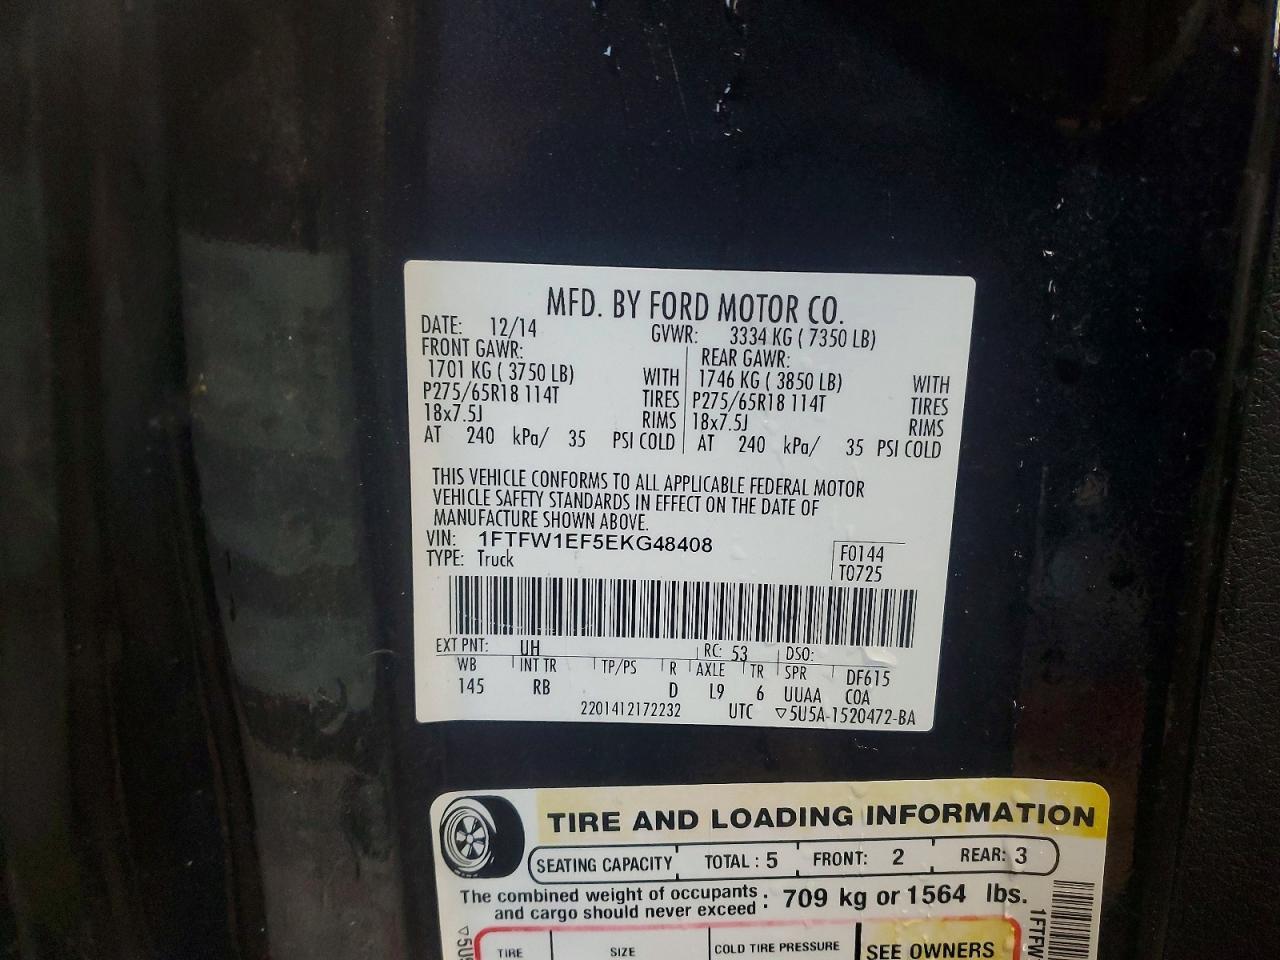 MFD. BY FORD MOTOR CO.
DATE: 12/14 GVWR: 3334 KG ( 7350 LB)
FRONT GAWR: REAR GAWR:
1701 KG ( 3750 LB) WITH 1746 KG ( 3850 LB) WITH
P275/65R18 114T TIRES P275/65R18 114T TIRES
18x7.5J RIMS 18x7.5J RIMS
AT 240 kPa/ 35 PSI COLD AT 240 kPa/ 35 PSI COLD
THIS VEHICLE CONFORMS TO ALL APPLICABLE FEDERAL MOTOR
VEHICLE SAFETY STANDARDS IN EFFECT ON THE DATE OF
MANUFACTURE SHOWN ABOVE.
VIN: 1FTFW1EF5EKG48408 F0144
TYPE: Truck T0725
EXT PNT: UH RC: 53 DSO:
WB INT TR TP/PS R AXLE TR SPR DF615
145 RB D L9 6 UUAA COA
2201412172232 UTC ▽5U5A-1520472-BA
TIRE AND LOADING INFORMATION
SEATING CAPACITY TOTAL : 5 FRONT: 2 REAR: 3
The combined weight of occupants
and cargo should never exceed : 709 kg or 1564 lbs.
TIRE SIZE COLD TIRE PRESSURE SEE OWNERS
▽5U
1FTFW